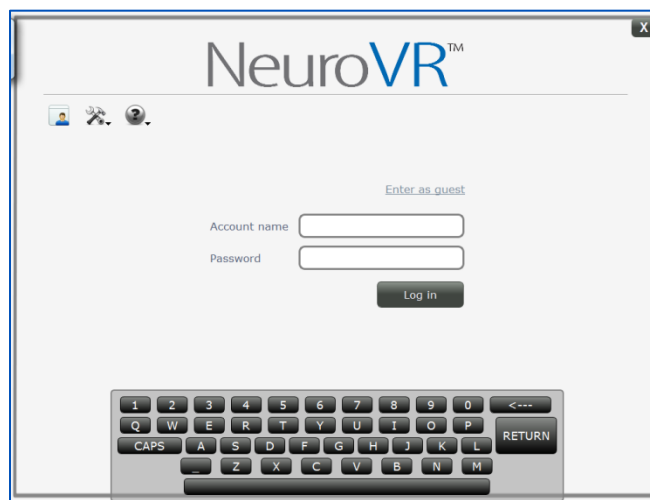 X
NeuroVR™
?
Enter as guest
Account name
Password
Log in
1 2 3 4 5 6 7 8 9 0 <---
Q W E R T Y U I O P RETURN
CAPS A S D F G H J K L
_ Z X C V B N M